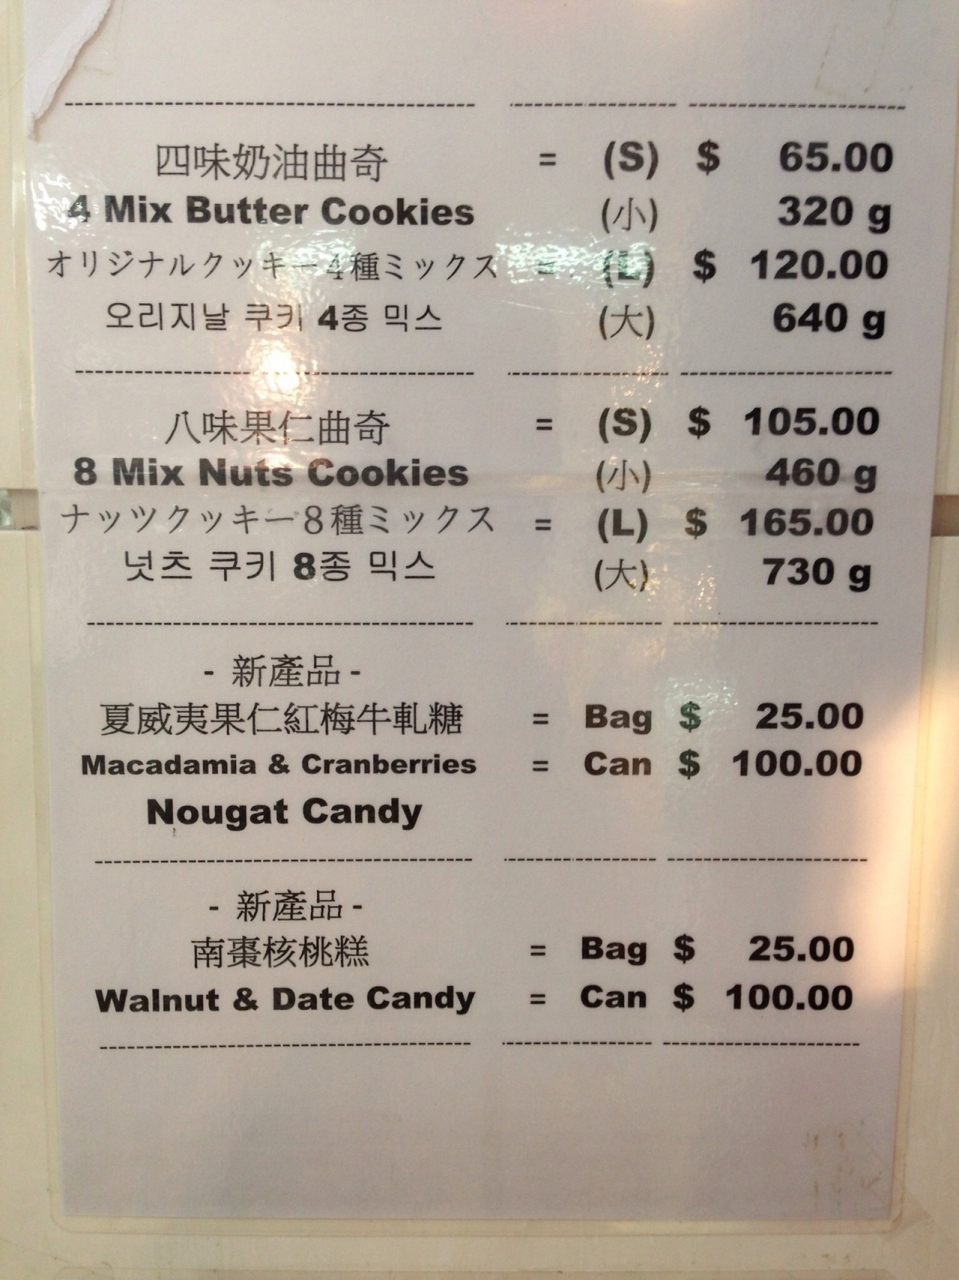 四味奶油曲奇 = (S) $ 65.00
4 Mix Butter Cookies (小) 320 g
オリジナルクッキー4種ミックス = (L) $ 120.00
오리지날 쿠키 4종 믹스 (大) 640 g
八味果仁曲奇 = (S) $ 105.00
8 Mix Nuts Cookies (小) 460 g
ナッツクッキー8種ミックス = (L) $ 165.00
넛츠 쿠키 8종 믹스 (大) 730 g
- 新產品 -
夏威夷果仁紅梅牛軋糖 = Bag $ 25.00
Macadamia & Cranberries = Can $ 100.00
Nougat Candy
- 新產品 -
南棗核桃糕 = Bag $ 25.00
Walnut & Date Candy = Can $ 100.00